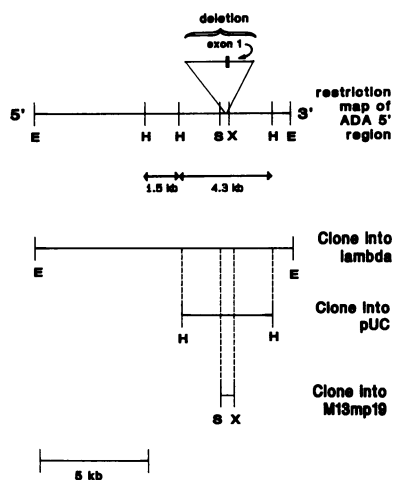 deletion
exon 1
5' 3'
E H H S X H E
restriction
map of
ADA 5'
region
1.5 kb 4.3 kb
Clone into
lambda
E E
Clone into
pUC
H H
Clone into
M13mp19
S X
5 kb